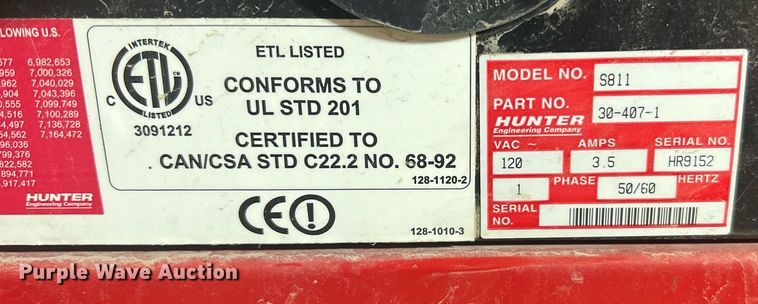 LOWING U.S.
577 6,982,653
959 7,000,326
,962 7,040,029
,904 7,043,396
0,555 7,099,749
4,516 7,100,289
4,497 7,136,728
4,562 7,164,472
96,036
799,376
822,582
,894,771
,917,417
HUNTER
Engineering Company
INTERTEK
ETL CM
LISTED
C US
3091212
ETL LISTED
CONFORMS TO
UL STD 201
CERTIFIED TO
CAN/CSA STD C22.2 NO. 68-92
128-1120-2
CE !
128-1010-3
MODEL NO. S811
PART NO. 30-407-1
HUNTER
Engineering Company
VAC ~ AMPS SERIAL NO.
120 3.5 HR9152
1 PHASE 50/60 HERTZ
SERIAL
NO.
Purple Wave Auction